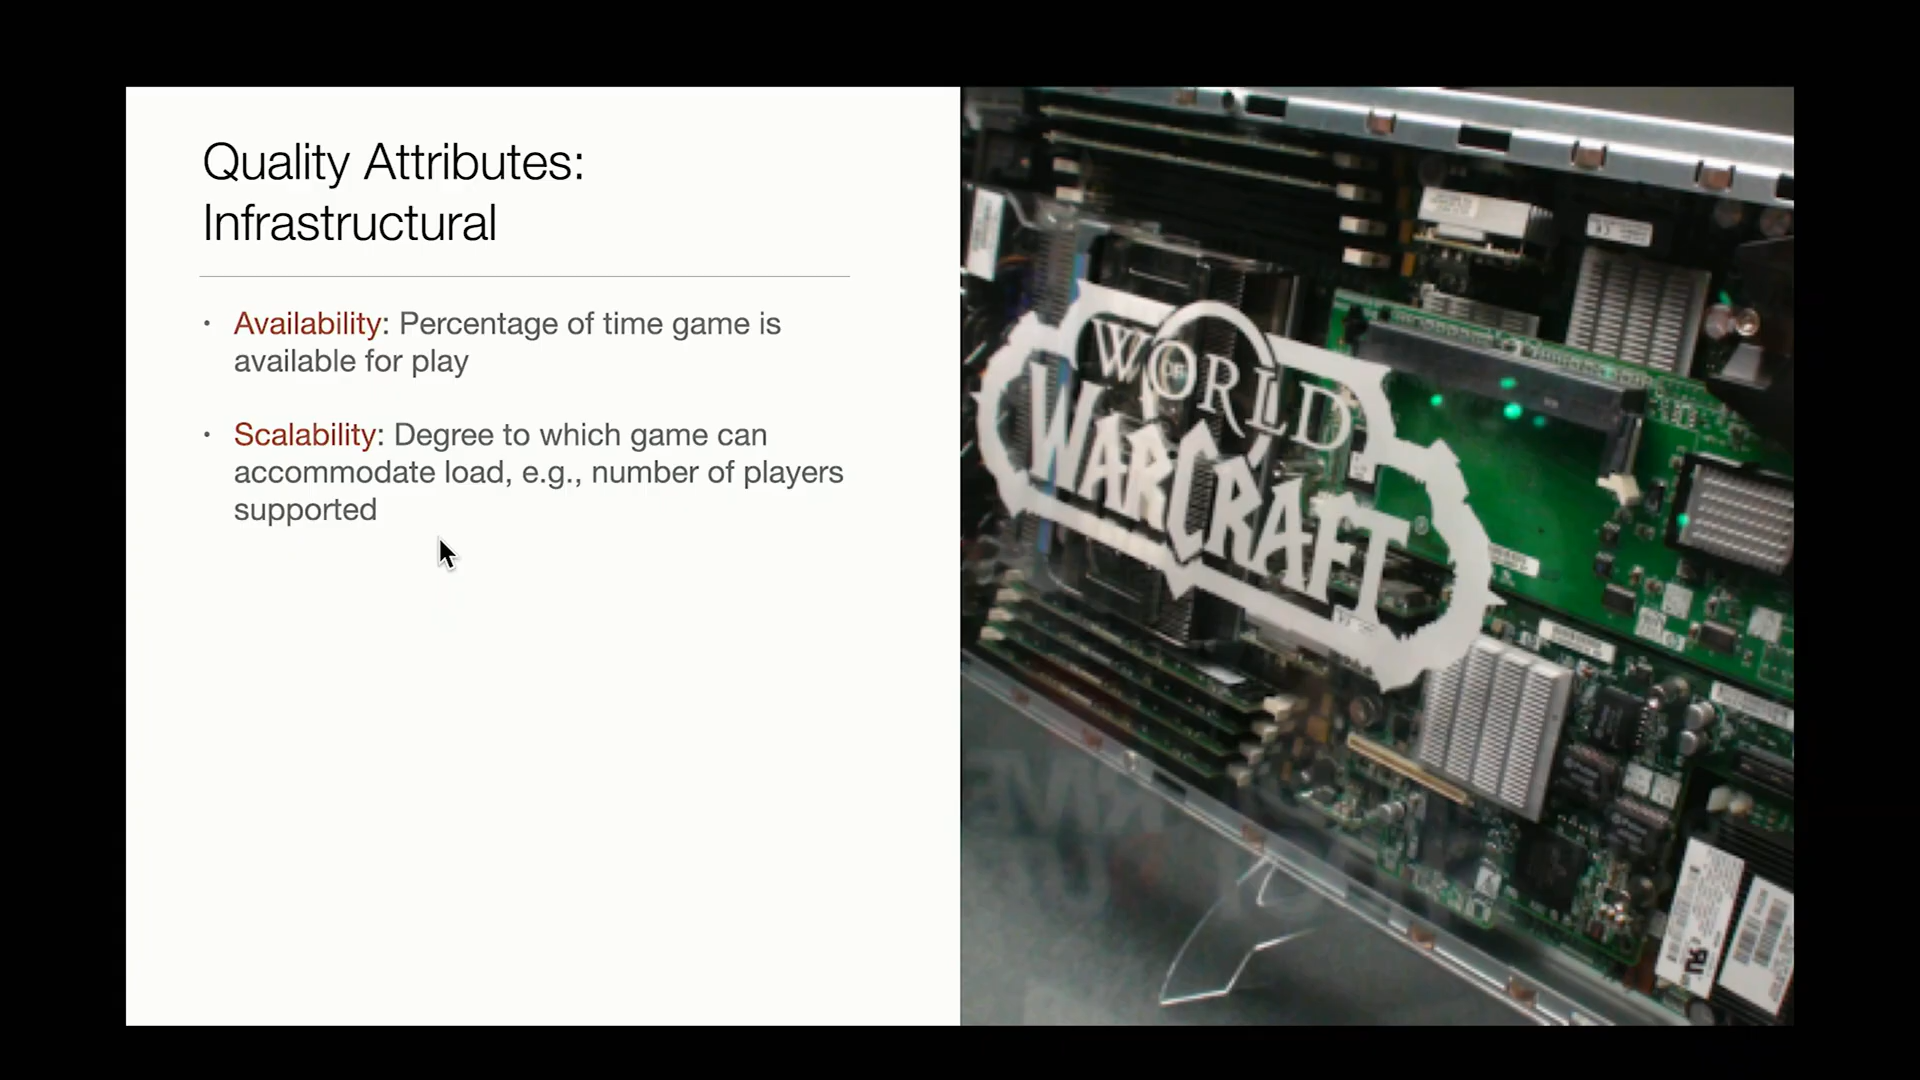 Quality Attributes:
Infrastructural
• Availability: Percentage of time game is
available for play
• Scalability: Degree to which game can
accommodate load, e.g., number of players
supported
WORLD
OF
WARCRAFT